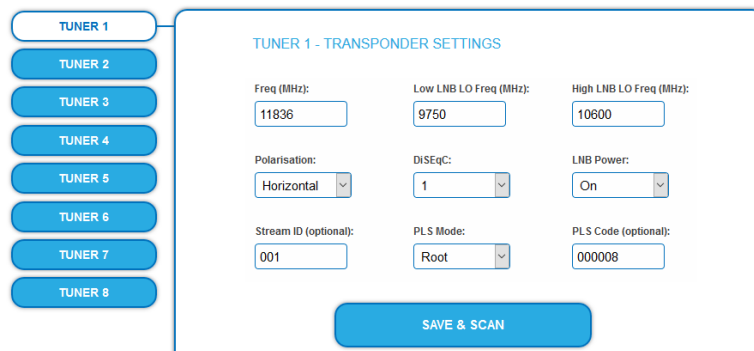 TUNER 1
TUNER 2
TUNER 3
TUNER 4
TUNER 5
TUNER 6
TUNER 7
TUNER 8
TUNER 1 - TRANSPONDER SETTINGS
Freq (MHz): Low LNB LO Freq (MHz): High LNB LO Freq (MHz):
11836 9750 10600
Polarisation: DiSEqC: LNB Power:
Horizontal 1 On
Stream ID (optional): PLS Mode: PLS Code (optional):
001 Root 000008
SAVE & SCAN